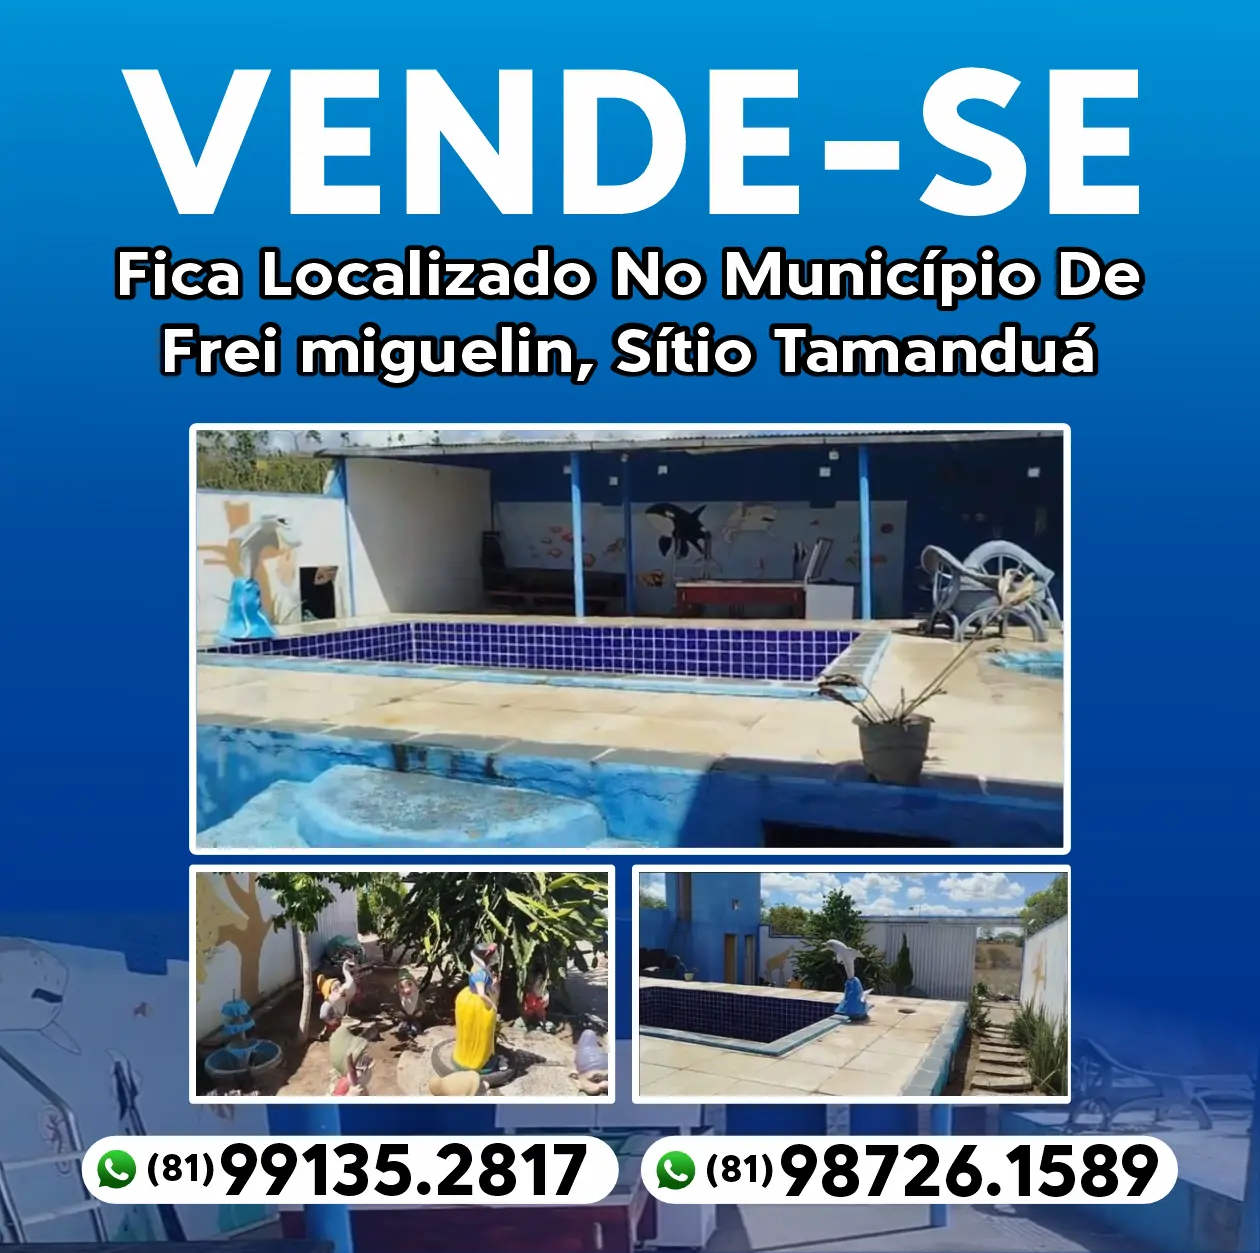 VENDE-SE
Fica Localizado No Município De
Frei miguelin, Sítio Tamanduá
(81) 99135.2817
(81) 98726.1589